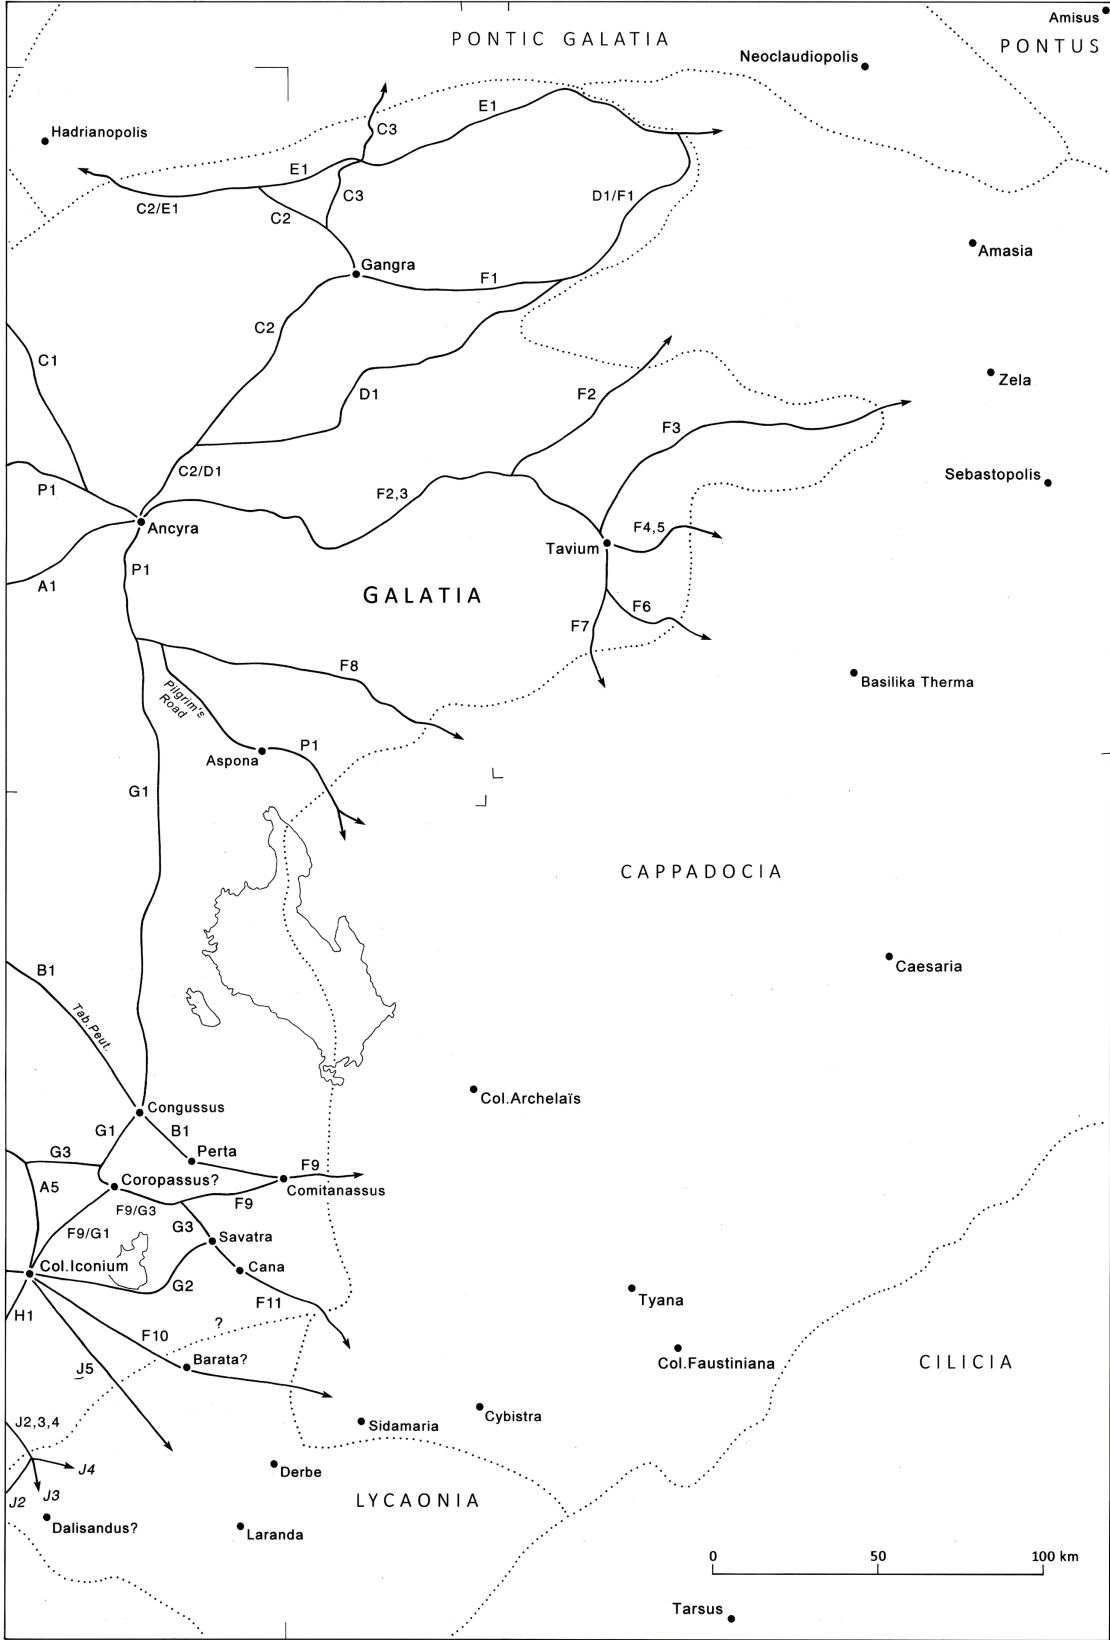 Amisus
PONTIC GALATIA
PONTUS
Neoclaudiopolis
E1
C3
Hadrianopolis
E1
C3
D1/F1
C2/E1
C2
Amasia
Gangra
F1
C2
C1
Zela
D1
F2
F3
C2/D1
Sebastopolis
P1
F2,3
Ancyra
F4,5
Tavium
P1
A1
GALATIA
F6
F7
F8
Pilgrim's
Road
Basilika Therma
P1
Aspona
G1
CAPPADOCIA
B1
Caesaria
Tab.Peut.
Col.Archelaïs
Congussus
G1
B1
G3
Perta
F9
Coropassus?
A5
Comitanassus
F9
F9/G3
G3
F9/G1
Savatra
Col.Iconium
Cana
G2
Tyana
F11
H1
?
F10
Barata?
J5
Col.Faustiniana
CILICIA
J2,3,4
Sidamaria
Cybistra
J4
Derbe
J3
J2
LYCAONIA
Dalisandus?
Laranda
0 50 100 km
Tarsus